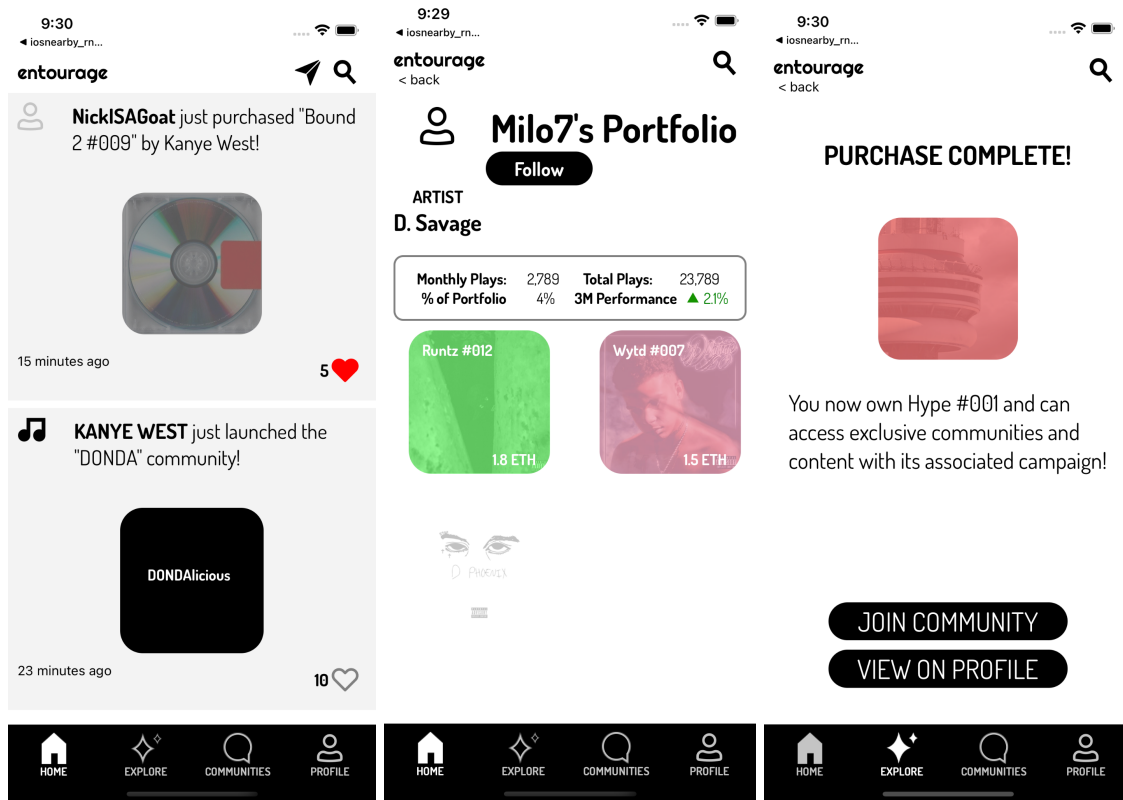 9:30
◀ iosnearby_rn...
entourage
NickISAGoat just purchased "Bound
2 #009" by Kanye West!
15 minutes ago
5
KANYE WEST just launched the
"DONDA" community!
DONDAlicious
23 minutes ago
10
HOME EXPLORE COMMUNITIES PROFILE
9:29
◀ iosnearby_rn...
entourage
< back
Milo7's Portfolio
Follow
ARTIST
D. Savage
Monthly Plays: 2,789 Total Plays: 23,789
% of Portfolio 4% 3M Performance ▲ 2.1%
Runtz #012
1.8 ETH
Wytd #007
1.5 ETH
D. PHOENIX
HOME EXPLORE COMMUNITIES PROFILE
9:30
◀ iosnearby_rn...
entourage
< back
PURCHASE COMPLETE!
You now own Hype #001 and can
access exclusive communities and
content with its associated campaign!
JOIN COMMUNITY
VIEW ON PROFILE
HOME EXPLORE COMMUNITIES PROFILE